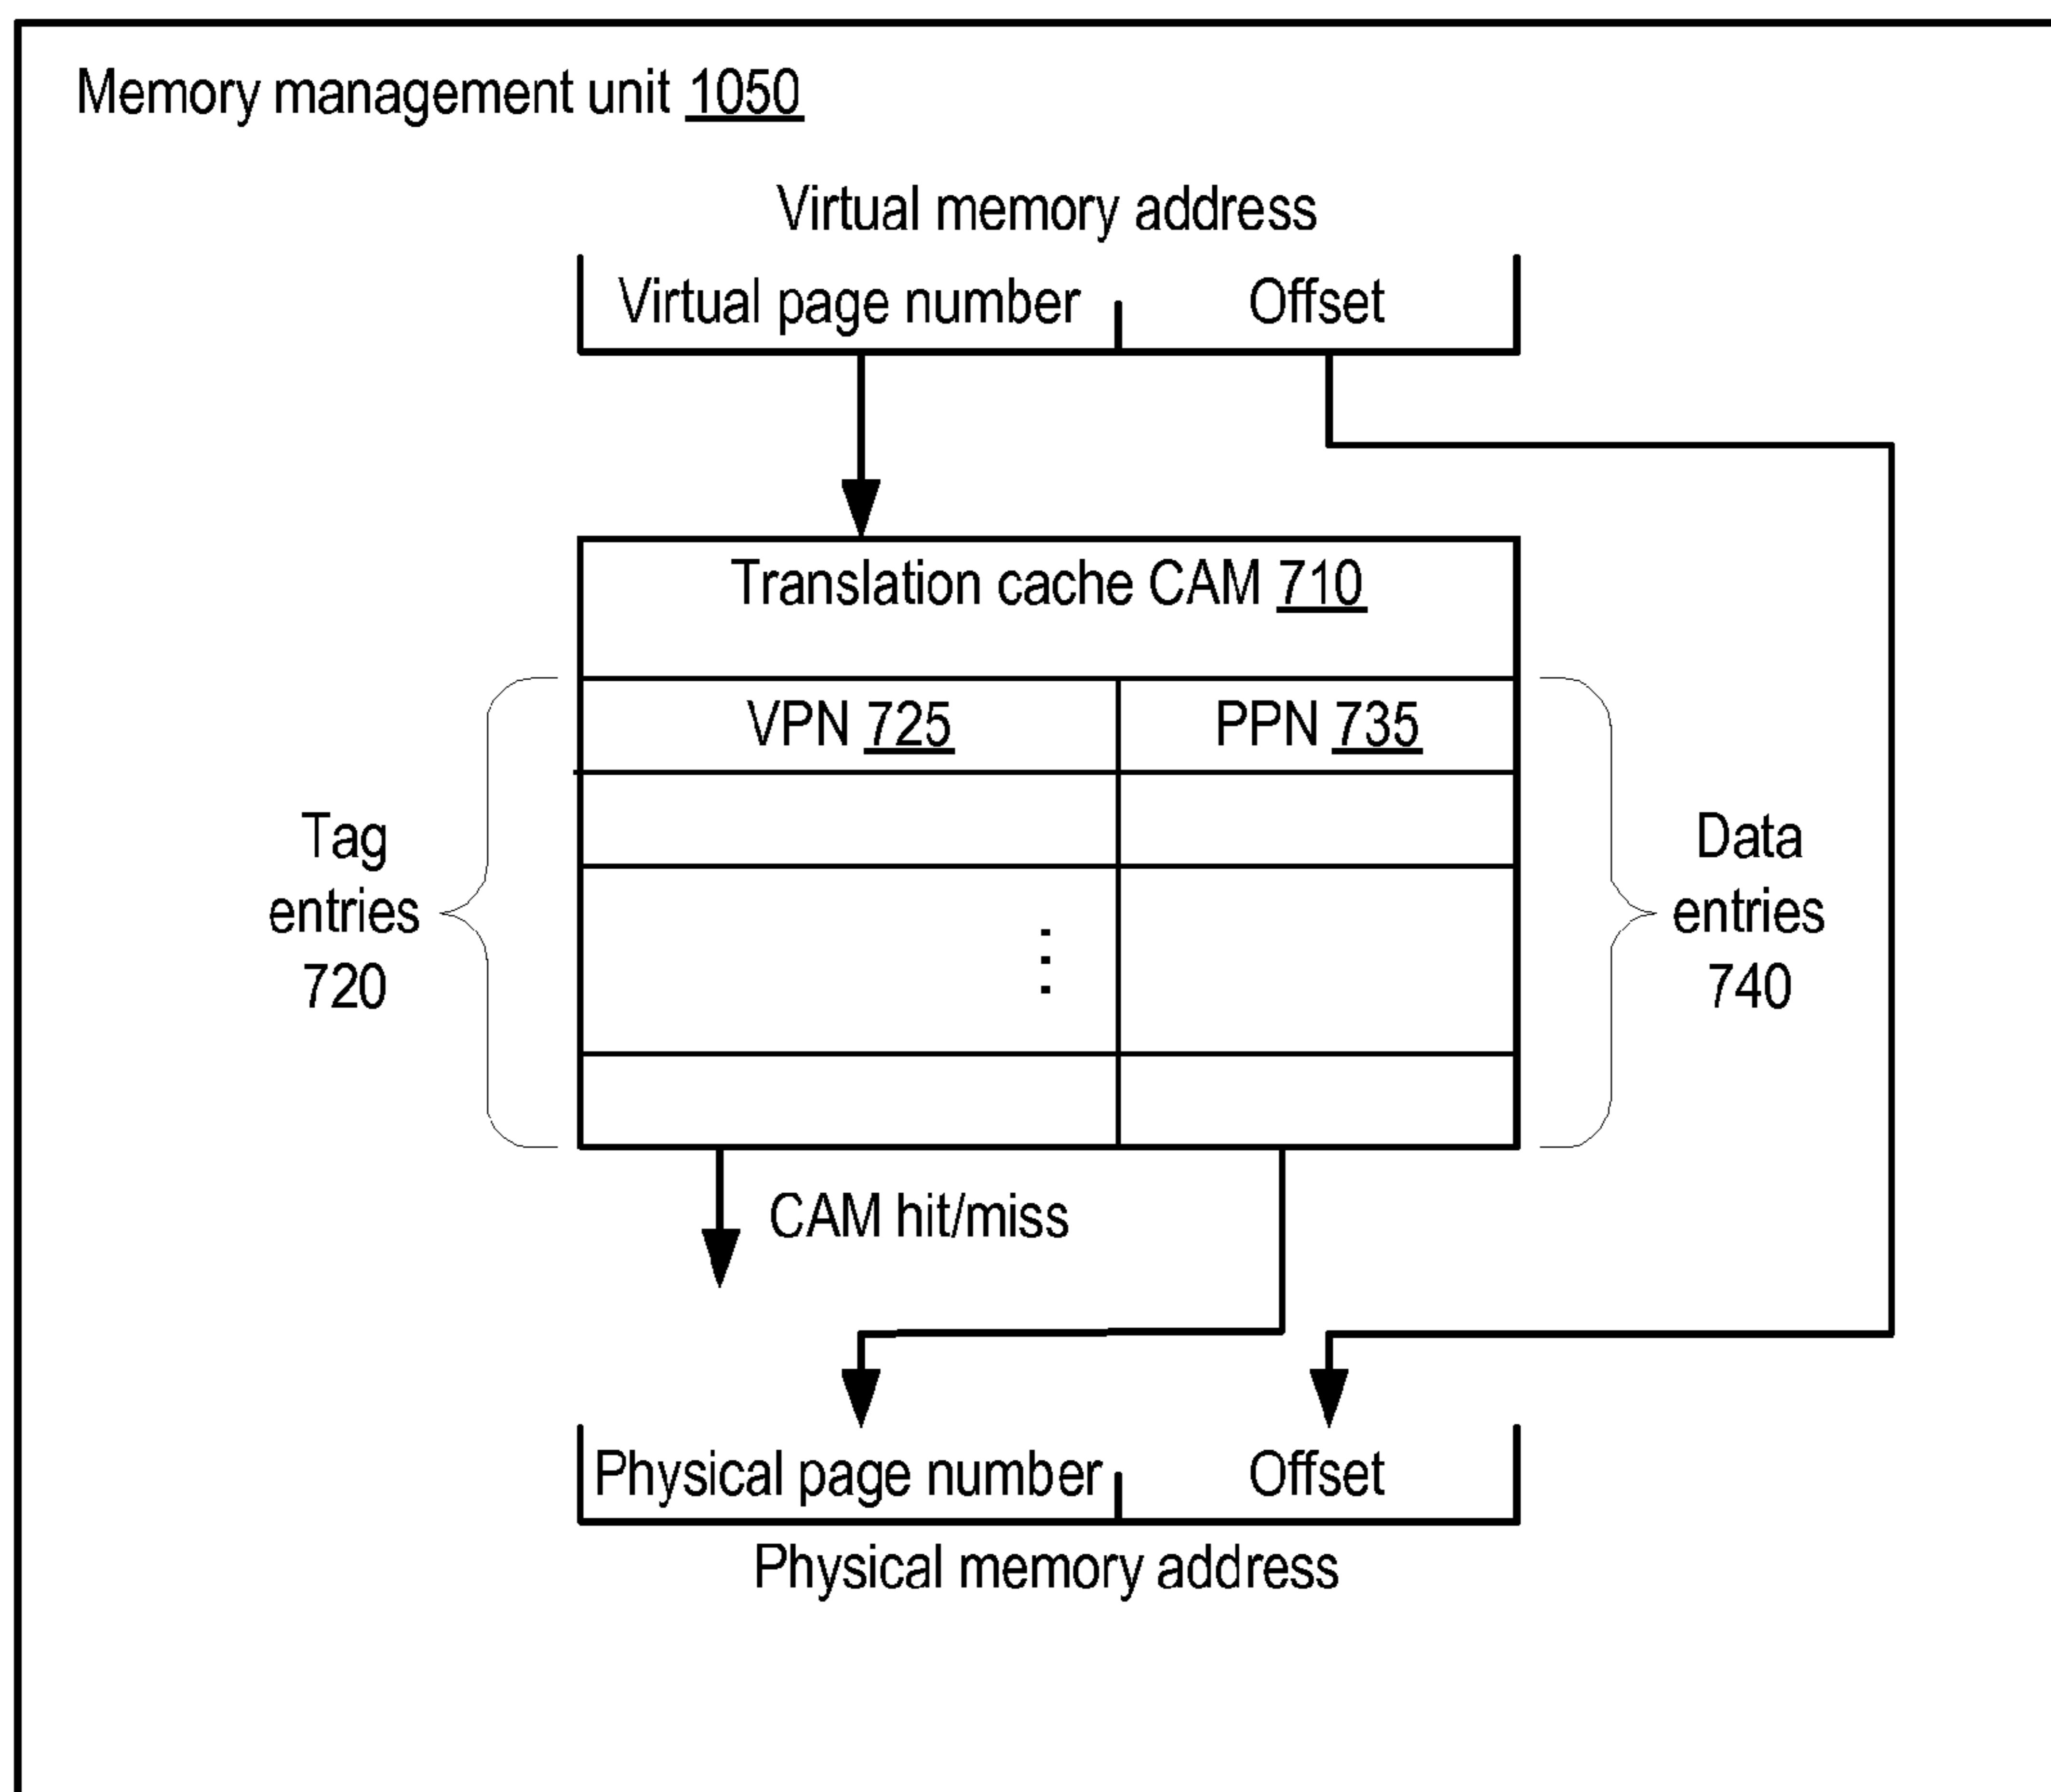 Memory management unit 1050
Virtual memory address
Virtual page number
Offset
Translation cache CAM 710
VPN 725
PPN 735
Tag
entries
720
Data
entries
740
CAM hit/miss
Physical page number
Offset
Physical memory address